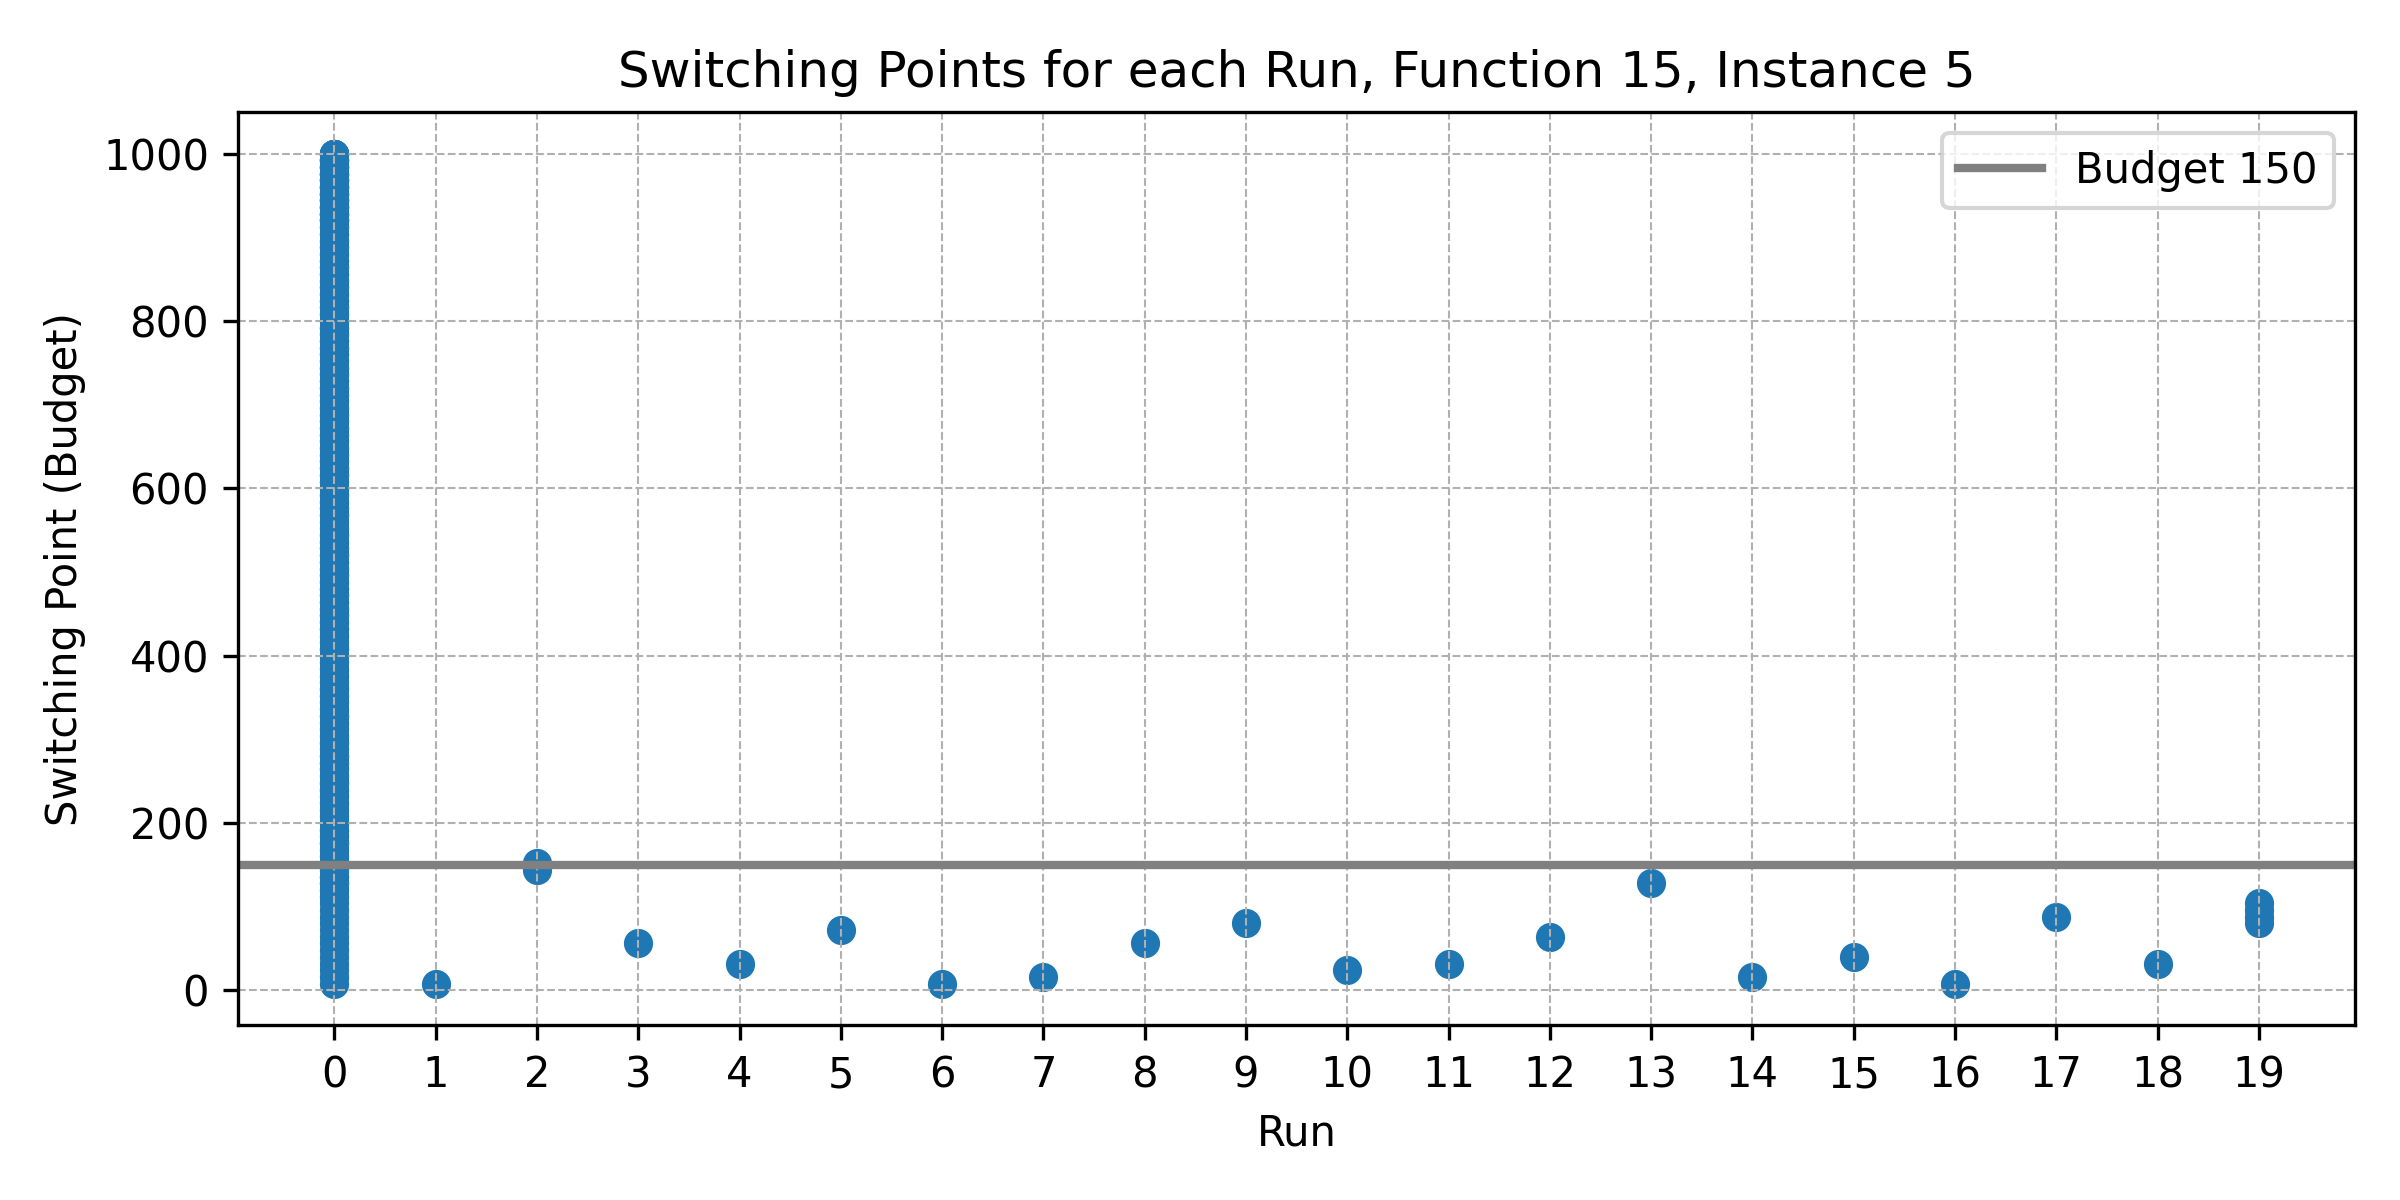 Switching Points for each Run, Function 15, Instance 5
Budget 150
Switching Point (Budget)
1000
800
600
400
200
0
0 1 2 3 4 5 6 7 8 9 10 11 12 13 14 15 16 17 18 19
Run